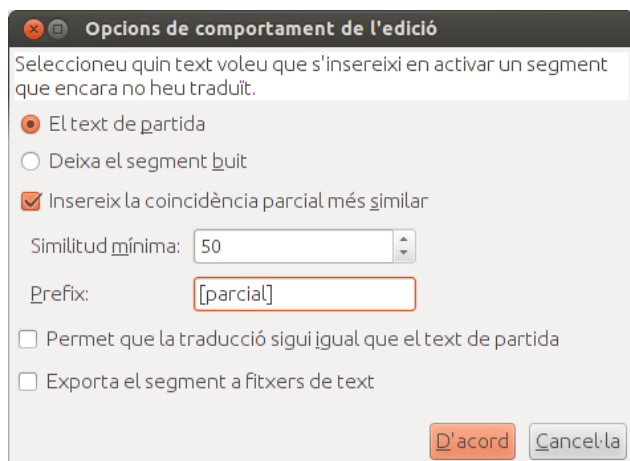 Opcions de comportament de l'edició
Seleccioneu quin text voleu que s'insereixi en activar un segment
que encara no heu traduït.
El text de partida
Deixa el segment buit
Insereix la coincidència parcial més similar
Similitud mínima: 50
Prefix: [parcial]
Permet que la traducció sigui igual que el text de partida
Exporta el segment a fitxers de text
D'acord Cancel·la